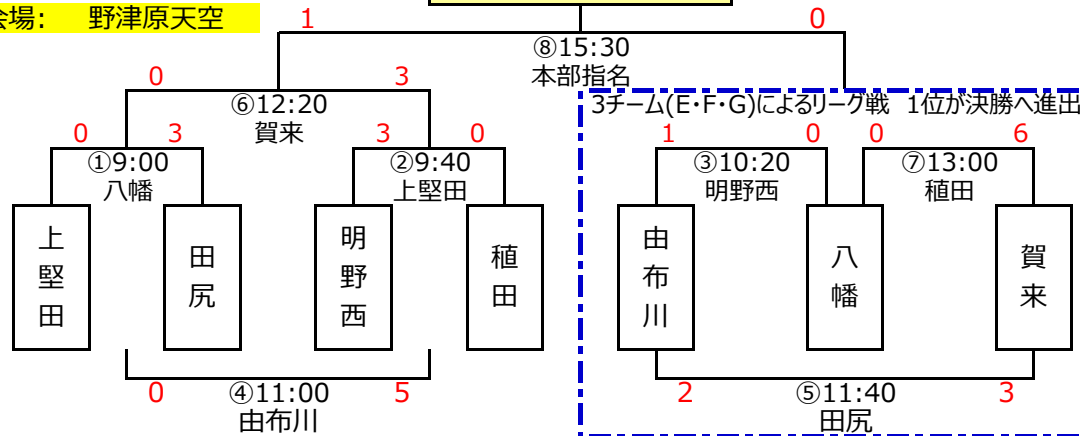 会場: 野津原天空
1 0
⑧15:30
本部指名
0 3
⑥12:20
賀来
3チーム(E・F・G)によるリーグ戦 1位が決勝へ進出
0 3 3 0 1 0 0 6
①9:00 ②9:40 ③10:20 ⑦13:00
八幡 上堅田 明野西 稙田
上堅田
田尻
明野西
稙田
由布川
八幡
賀来
0 ④11:00 5 2 ⑤11:40 3
由布川 田尻